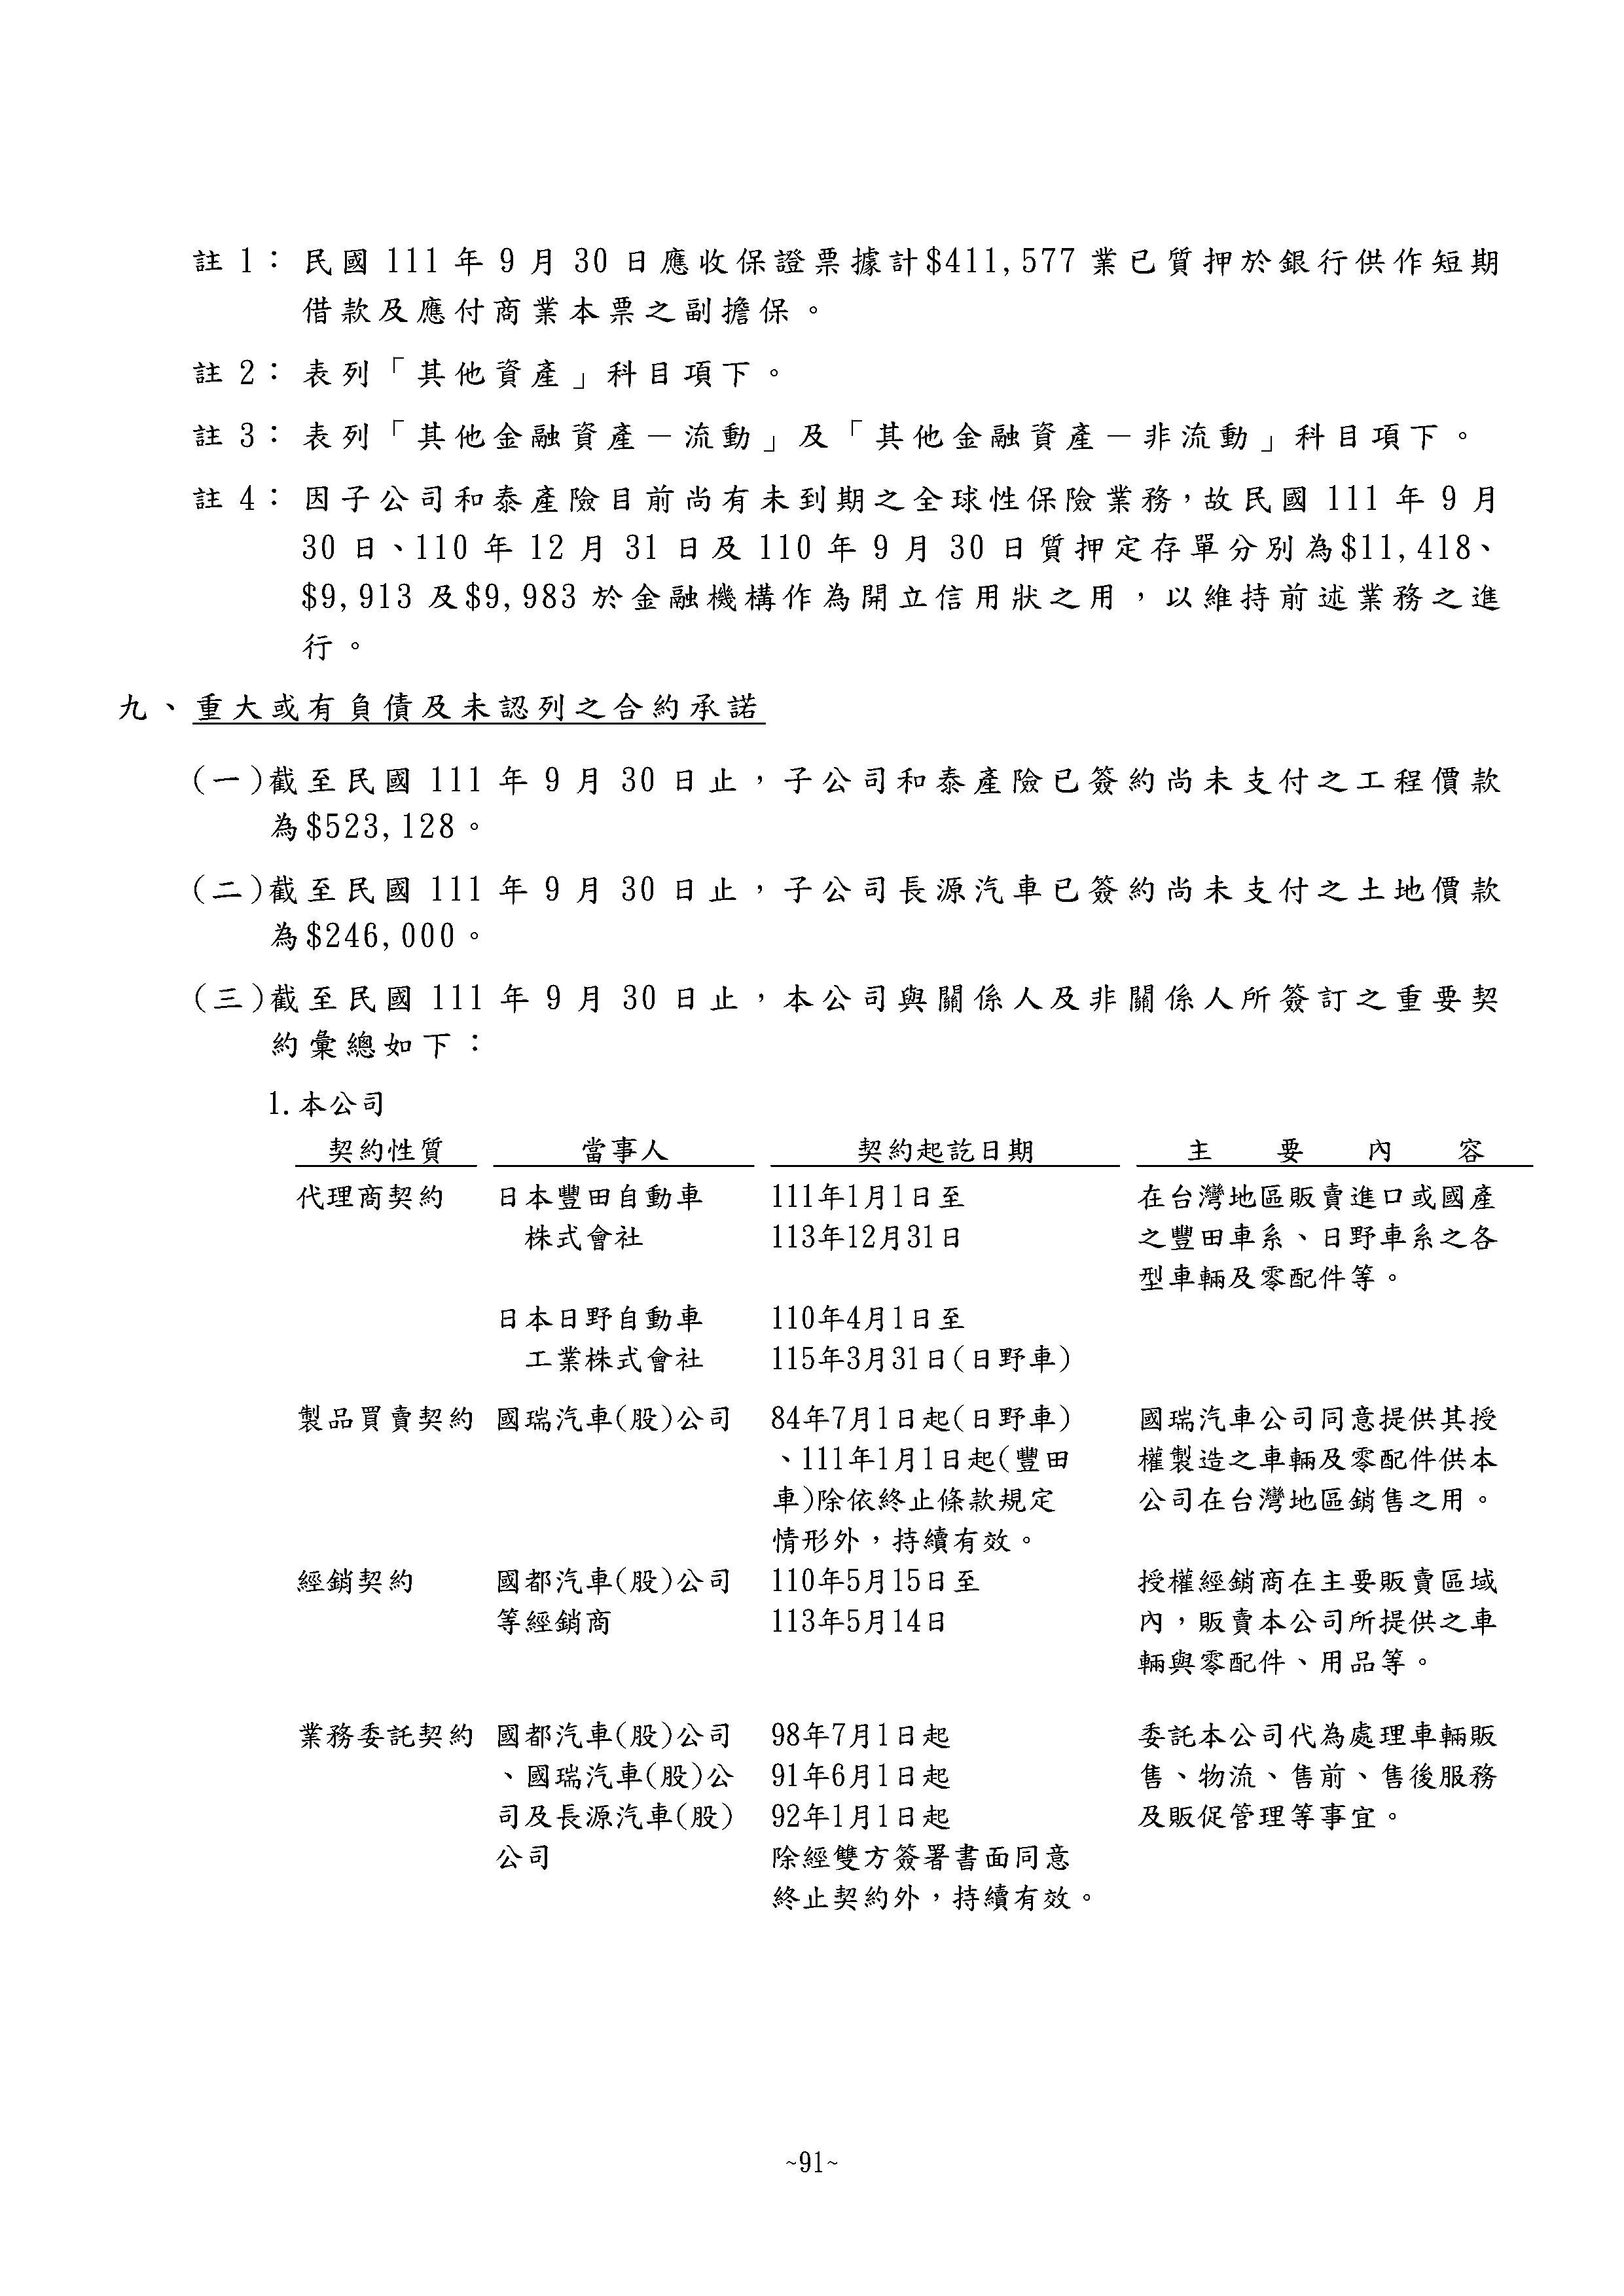 註 1： 民國 111 年 9 月 30 日應收保證票據計$411,577 業已質押於銀行供作短期
借款及應付商業本票之副擔保。
註 2： 表列「其他資產」科目項下。
註 3： 表列「其他金融資產－流動」及「其他金融資產－非流動」科目項下。
註 4： 因子公司和泰產險目前尚有未到期之全球性保險業務，故民國 111 年 9 月
30 日、110 年 12 月 31 日及 110 年 9 月 30 日質押定存單分別為$11,418、
$9,913 及$9,983 於金融機構作為開立信用狀之用，以維持前述業務之進
行。
九、重大或有負債及未認列之合約承諾
(一)截至民國 111 年 9 月 30 日止，子公司和泰產險已簽約尚未支付之工程價款
為$523,128。
(二)截至民國 111 年 9 月 30 日止，子公司長源汽車已簽約尚未支付之土地價款
為$246,000。
(三)截至民國 111 年 9 月 30 日止，本公司與關係人及非關係人所簽訂之重要契
約彙總如下：
1.本公司
契約性質 當事人 契約起訖日期 主 要 內 容
代理商契約 日本豐田自動車 111年1月1日至 在台灣地區販賣進口或國產
株式會社 113年12月31日 之豐田車系、日野車系之各
型車輛及零配件等。
日本日野自動車 110年4月1日至
工業株式會社 115年3月31日(日野車)
製品買賣契約 國瑞汽車(股)公司 84年7月1日起(日野車) 國瑞汽車公司同意提供其授
、111年1月1日起(豐田 權製造之車輛及零配件供本
車)除依終止條款規定 公司在台灣地區銷售之用。
情形外，持續有效。
經銷契約 國都汽車(股)公司 110年5月15日至 授權經銷商在主要販賣區域
等經銷商 113年5月14日 內，販賣本公司所提供之車
輛與零配件、用品等。
業務委託契約 國都汽車(股)公司 98年7月1日起 委託本公司代為處理車輛販
、國瑞汽車(股)公 91年6月1日起 售、物流、售前、售後服務
司及長源汽車(股) 92年1月1日起 及販促管理等事宜。
公司 除經雙方簽署書面同意
終止契約外，持續有效。
~91~